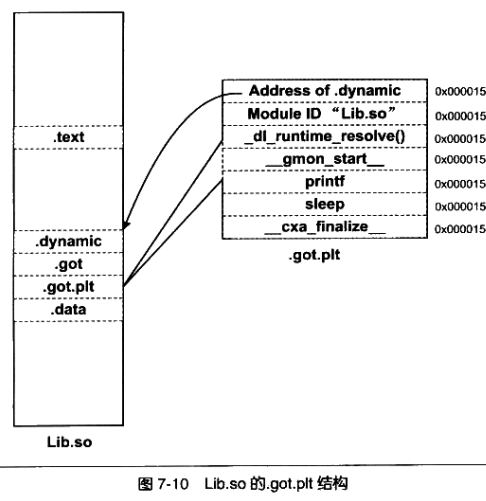 Address of .dynamic 0x000015
Module ID “Lib.so” 0x000015
_dl_runtime_resolve() 0x000015
__gmon_start__ 0x000015
printf 0x000015
sleep 0x000015
__cxa_finalize__ 0x000015
.got.plt
.text
.dynamic
.got
.got.plt
.data
Lib.so
图 7-10 Lib.so 的.got.plt 结构